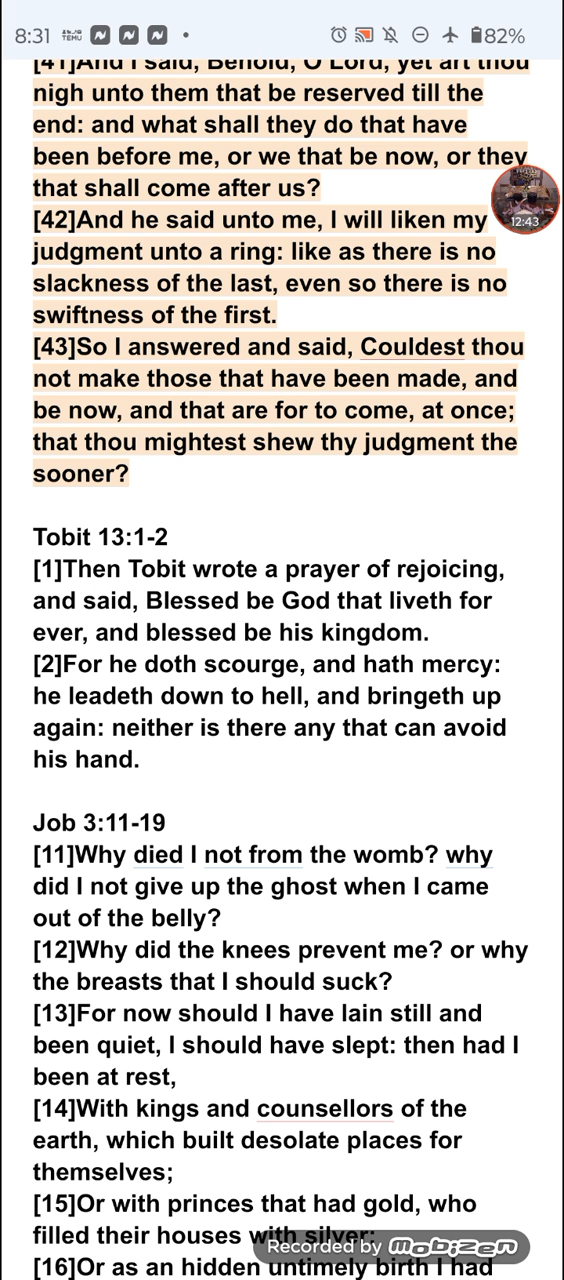 8:31 TEMU 82%
[41]And I said, Behold, O Lord, yet art thou
nigh unto them that be reserved till the
end: and what shall they do that have
been before me, or we that be now, or they
that shall come after us?
12:43
[42]And he said unto me, I will liken my
judgment unto a ring: like as there is no
slackness of the last, even so there is no
swiftness of the first.
[43]So I answered and said, Couldest thou
not make those that have been made, and
be now, and that are for to come, at once;
that thou mightest shew thy judgment the
sooner?
Tobit 13:1-2
[1]Then Tobit wrote a prayer of rejoicing,
and said, Blessed be God that liveth for
ever, and blessed be his kingdom.
[2]For he doth scourge, and hath mercy:
he leadeth down to hell, and bringeth up
again: neither is there any that can avoid
his hand.
Job 3:11-19
[11]Why died I not from the womb? why
did I not give up the ghost when I came
out of the belly?
[12]Why did the knees prevent me? or why
the breasts that I should suck?
[13]For now should I have lain still and
been quiet, I should have slept: then had I
been at rest,
[14]With kings and counsellors of the
earth, which built desolate places for
themselves;
[15]Or with princes that had gold, who
filled their houses with silver:
Recorded by Mobizen
[16]Or as an hidden untimely birth I had